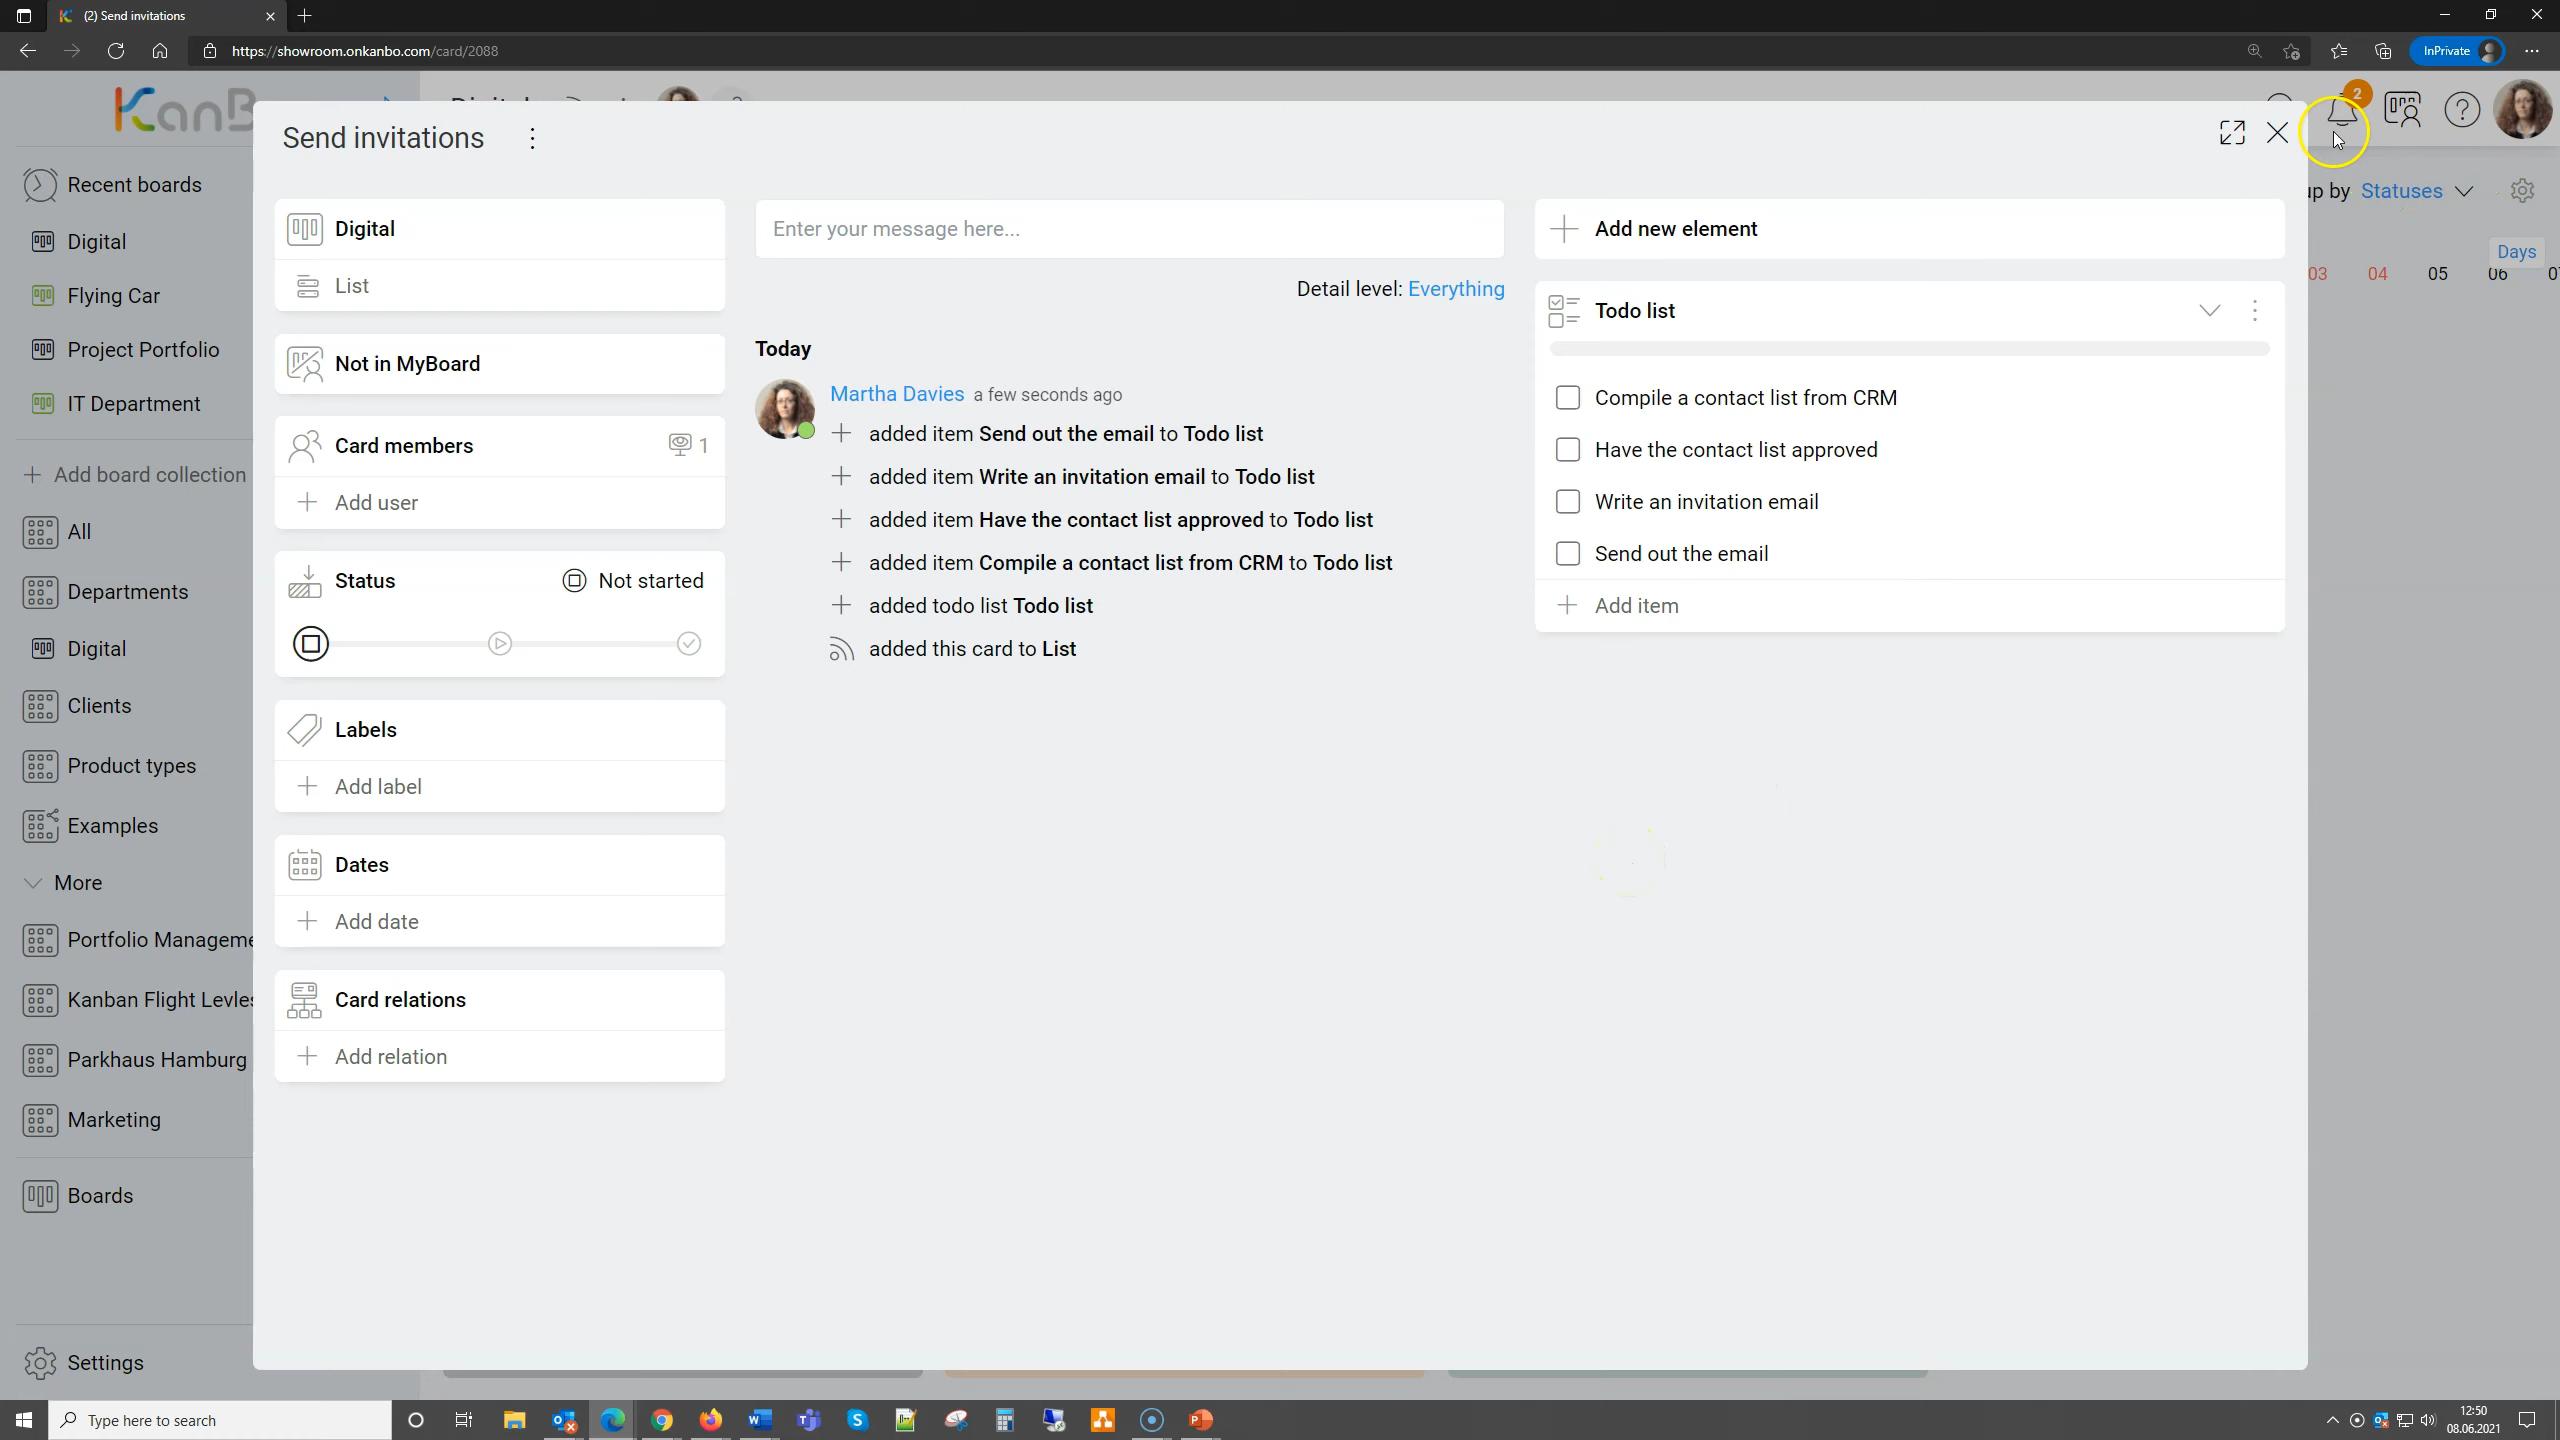 (2) Send invitations
https://showroom.onkanbo.com/card/2088
InPrivate
KanB
2
Send invitations
Recent boards
Digital
Flying Car
Project Portfolio
IT Department
Add board collection
All
Departments
Digital
Clients
Product types
Examples
More
Portfolio Manageme
Kanban Flight Levles
Parkhaus Hamburg
Marketing
Boards
Settings
Digital
List
Not in MyBoard
Card members 1
Add user
Status Not started
Labels
Add label
Dates
Add date
Card relations
Add relation
Enter your message here...
Detail level: Everything
Today
Martha Davies a few seconds ago
added item Send out the email to Todo list
added item Write an invitation email to Todo list
added item Have the contact list approved to Todo list
added item Compile a contact list from CRM to Todo list
added todo list Todo list
added this card to List
Add new element
Todo list
Compile a contact list from CRM
Have the contact list approved
Write an invitation email
Send out the email
Add item
up by Statuses
Days
03 04 05 06
Type here to search
12:50
08.06.2021